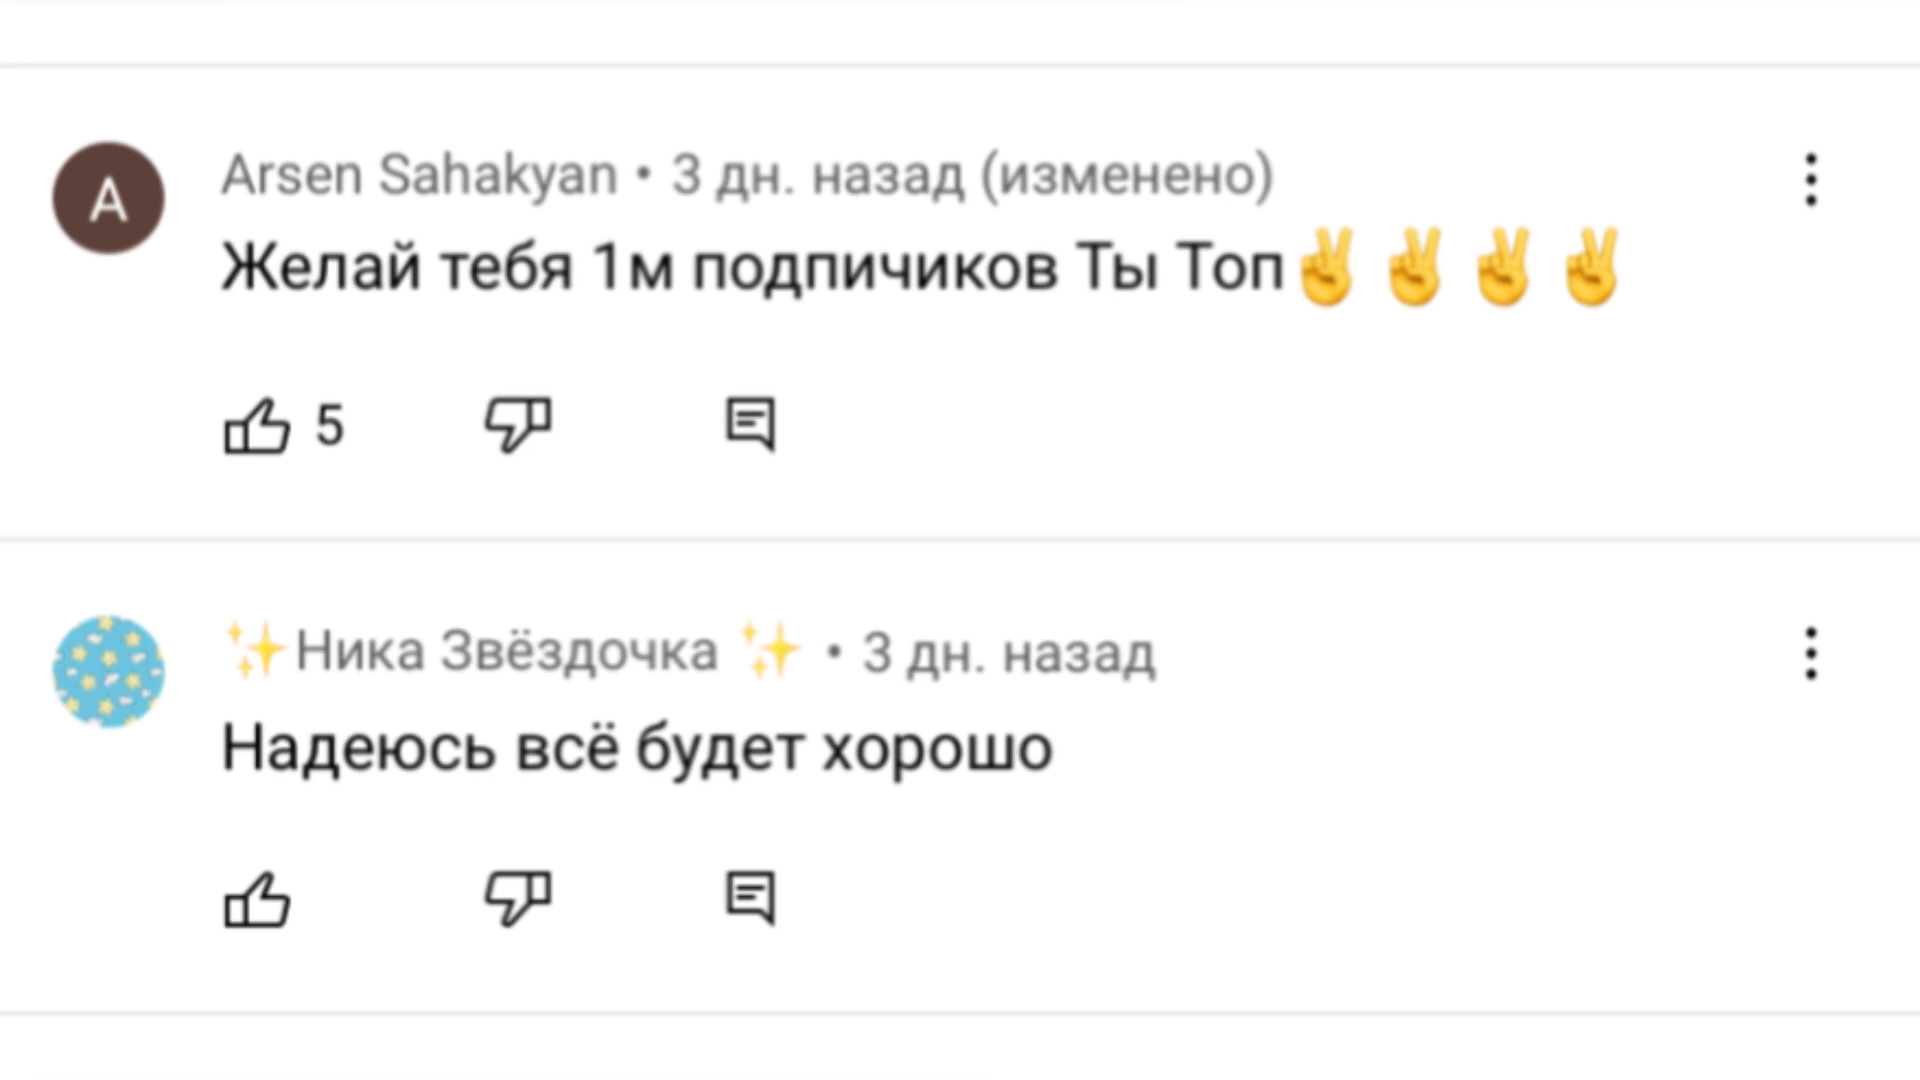 A
Arsen Sahakyan • 3 дн. назад (изменено)
Желай тебя 1м подпичиков Ты Топ✌️✌️✌️✌️
5
✨Ника Звёздочка ✨ • 3 дн. назад
Надеюсь всё будет хорошо